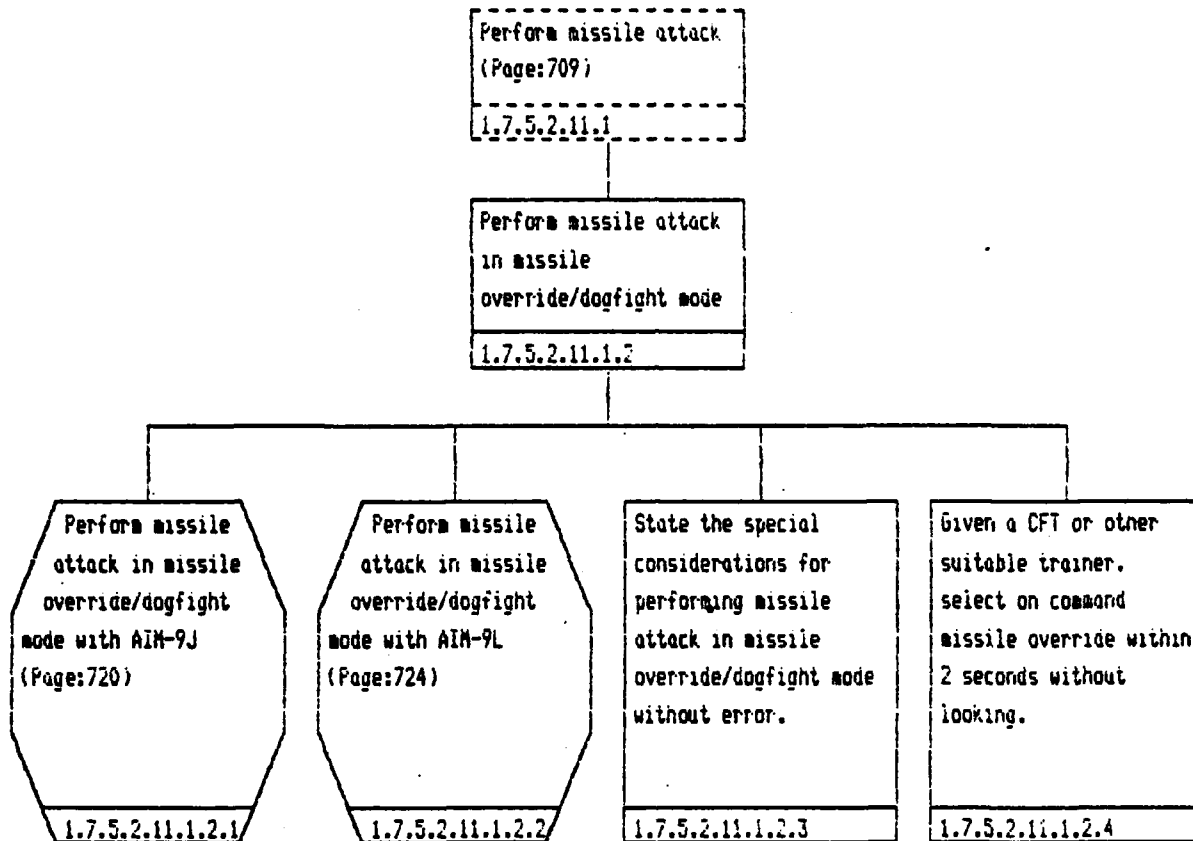 Perform missile attack
(Page:709)
1.7.5.2.11.1
Perform missile attack
in missile
override/dogfight mode
1.7.5.2.11.1.2
Perform missile
attack in missile
override/dogfight
mode with AIM-9J
(Page:720)
1.7.5.2.11.1.2.1
Perform missile
attack in missile
override/dogfight
mode with AIM-9L
(Page:724)
1.7.5.2.11.1.2.2
State the special
considerations for
performing missile
attack in missile
override/dogfight mode
without error.
1.7.5.2.11.1.2.3
Given a CFT or other
suitable trainer,
select on command
missile override within
2 seconds without
looking.
1.7.5.2.11.1.2.4